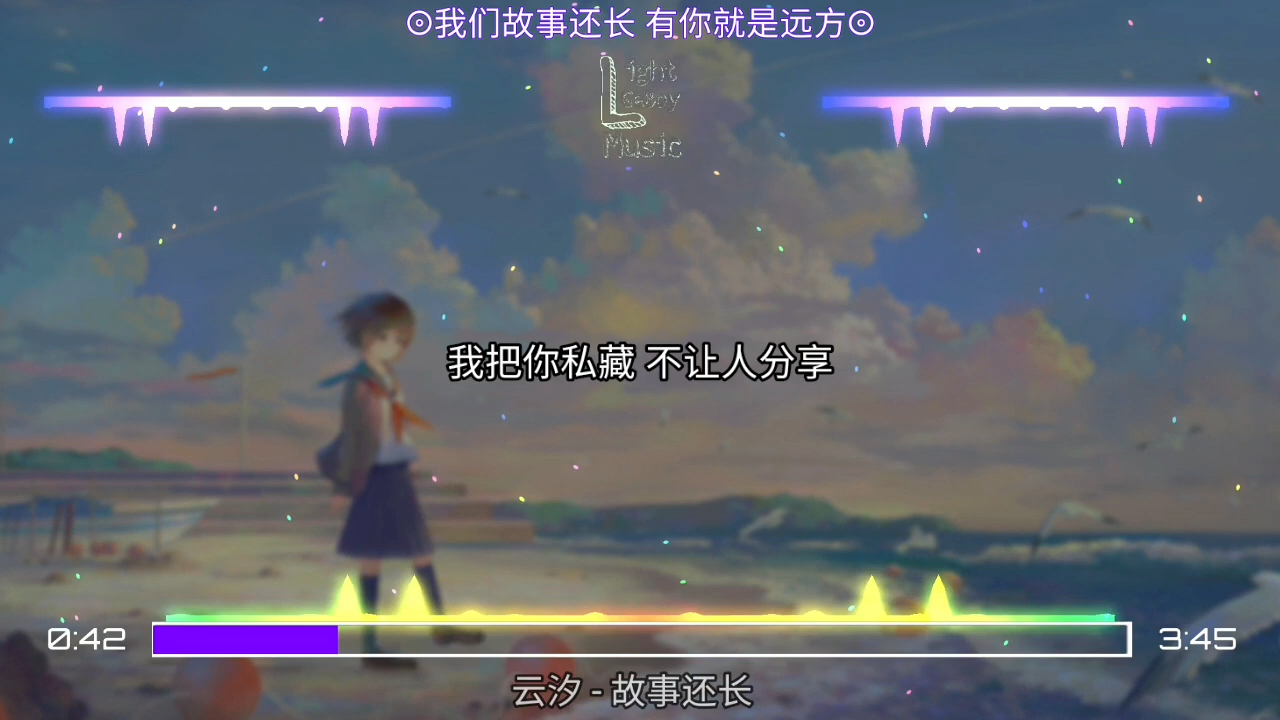 ◎我们故事还长 有你就是远方◎
Light
Music
我把你私藏 不让人分享
0:42
3:45
云汐 - 故事还长